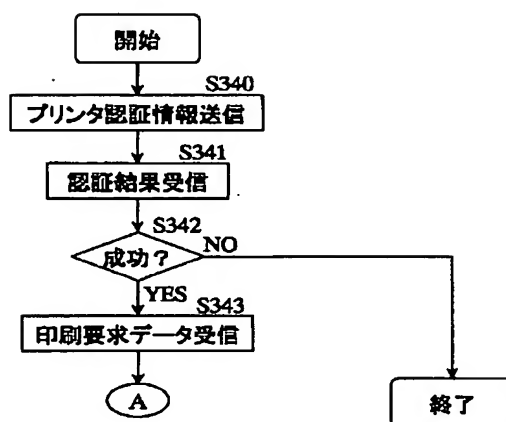 開始
S340
プリンタ認証情報送信
S341
認証結果受信
S342
成功？
NO
YES
S343
印刷要求データ受信
A
終了